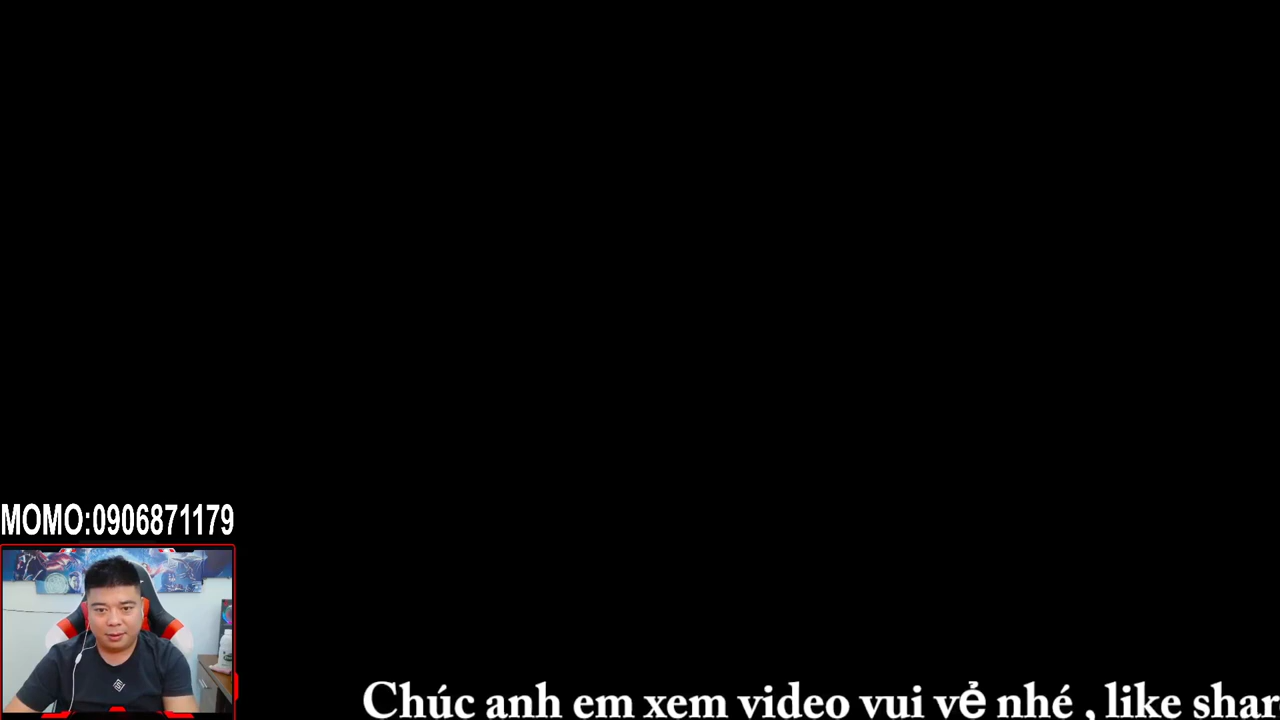 MOMO:0906871179
Chúc anh em xem video vui vẻ nhé , like shar